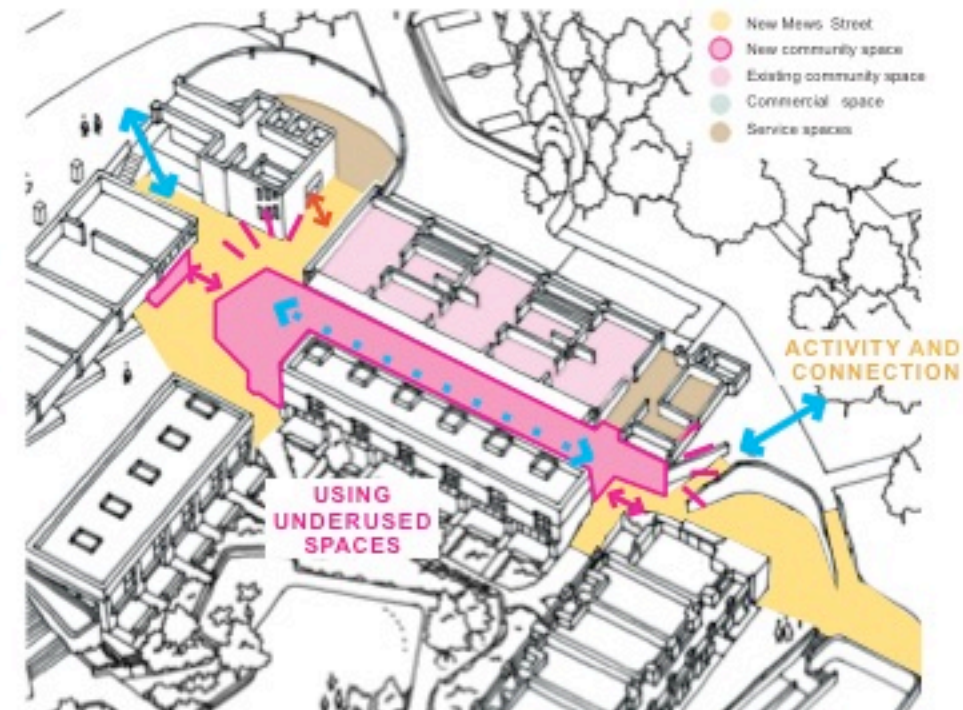 New Mews Street
New community space
Existing community space
Commercial space
Service spaces
ACTIVITY AND
CONNECTION
USING
UNDERUSED
SPACES